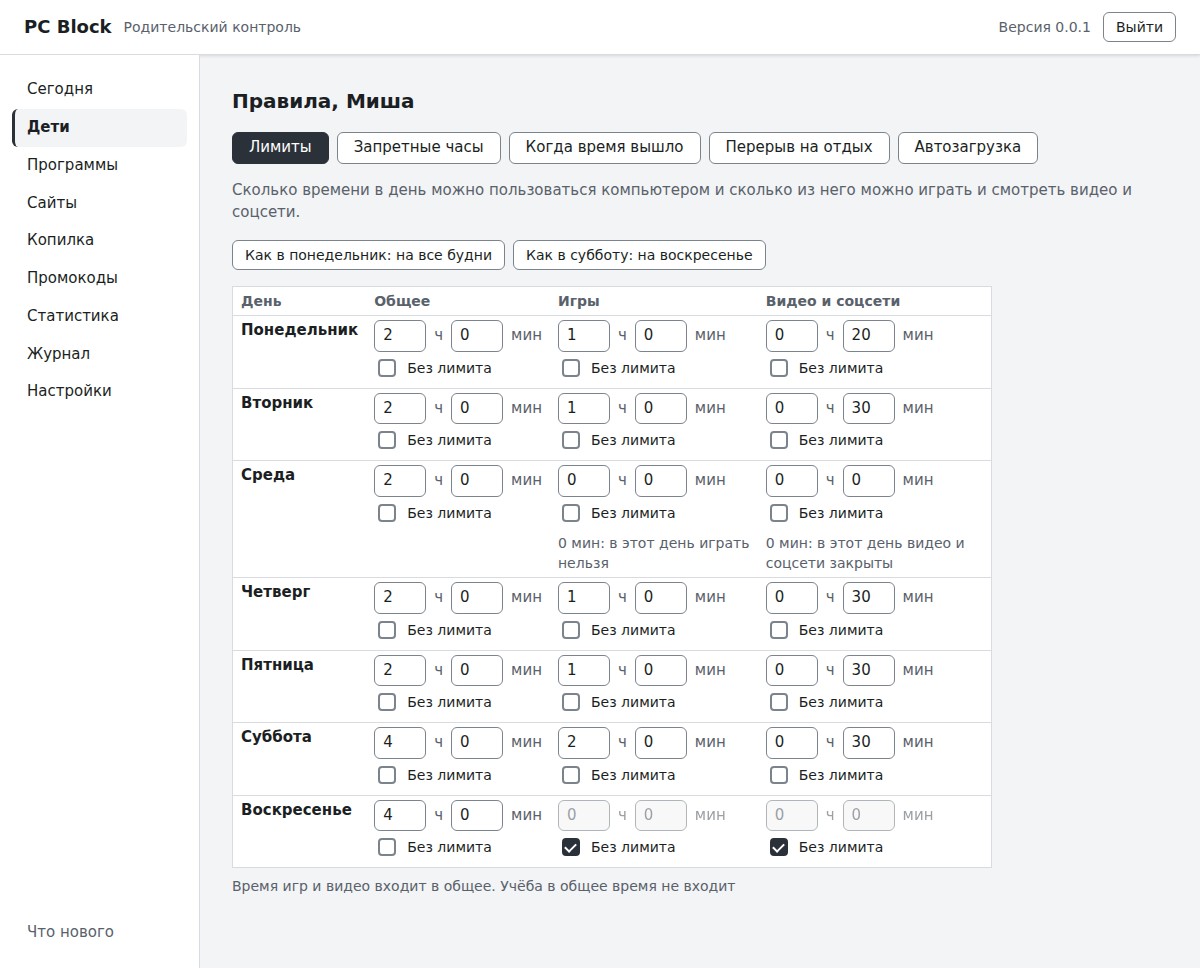 PC Block Родительский контроль Версия 0.0.1 Выйти
Сегодня
Дети
Программы
Сайты
Копилка
Промокоды
Статистика
Журнал
Настройки
Что нового
Правила, Миша
Лимиты Запретные часы Когда время вышло Перерыв на отдых Автозагрузка
Сколько времени в день можно пользоваться компьютером и сколько из него можно играть и смотреть видео и
соцсети.
Как в понедельник: на все будни Как в субботу: на воскресенье
День Общее Игры Видео и соцсети
Понедельник 2 ч 0 мин 1 ч 0 мин 0 ч 20 мин
Без лимита Без лимита Без лимита
Вторник 2 ч 0 мин 1 ч 0 мин 0 ч 30 мин
Без лимита Без лимита Без лимита
Среда 2 ч 0 мин 0 ч 0 мин 0 ч 0 мин
Без лимита Без лимита Без лимита
0 мин: в этот день играть 0 мин: в этот день видео и
нельзя соцсети закрыты
Четверг 2 ч 0 мин 1 ч 0 мин 0 ч 30 мин
Без лимита Без лимита Без лимита
Пятница 2 ч 0 мин 1 ч 0 мин 0 ч 30 мин
Без лимита Без лимита Без лимита
Суббота 4 ч 0 мин 2 ч 0 мин 0 ч 30 мин
Без лимита Без лимита Без лимита
Воскресенье 4 ч 0 мин 0 ч 0 мин 0 ч 0 мин
Без лимита Без лимита Без лимита
Время игр и видео входит в общее. Учёба в общее время не входит